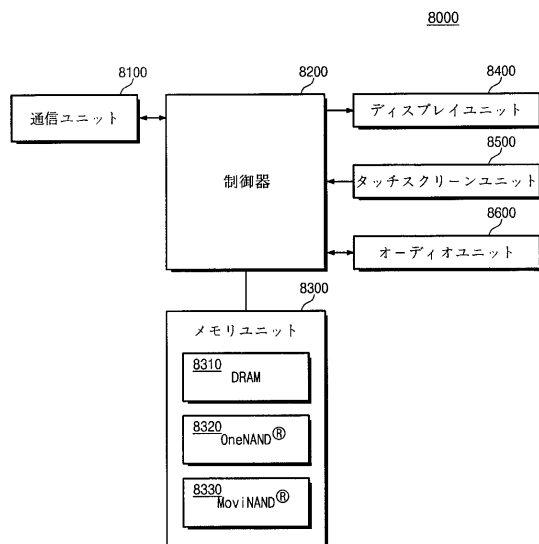 8000
8100
通信ユニット
8200
制御器
8400
ディスプレイユニット
8500
タッチスクリーンユニット
8600
オーディオユニット
8300
メモリユニット
8310
DRAM
8320
OneNAND®
8330
MoviNAND®